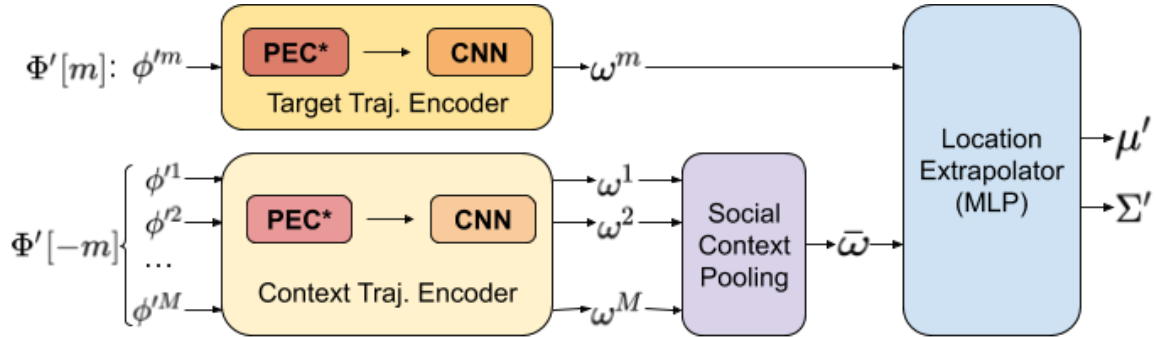 Φ′[m]: ϕ′ᵐ
PEC*
CNN
Target Traj. Encoder
ωᵐ
Φ′[−m]
ϕ′¹
ϕ′²
...
ϕ′ᴹ
PEC*
CNN
Context Traj. Encoder
ω¹
ω²
ωᴹ
Social
Context
Pooling
ω̄
Location
Extrapolator
(MLP)
μ′
Σ′